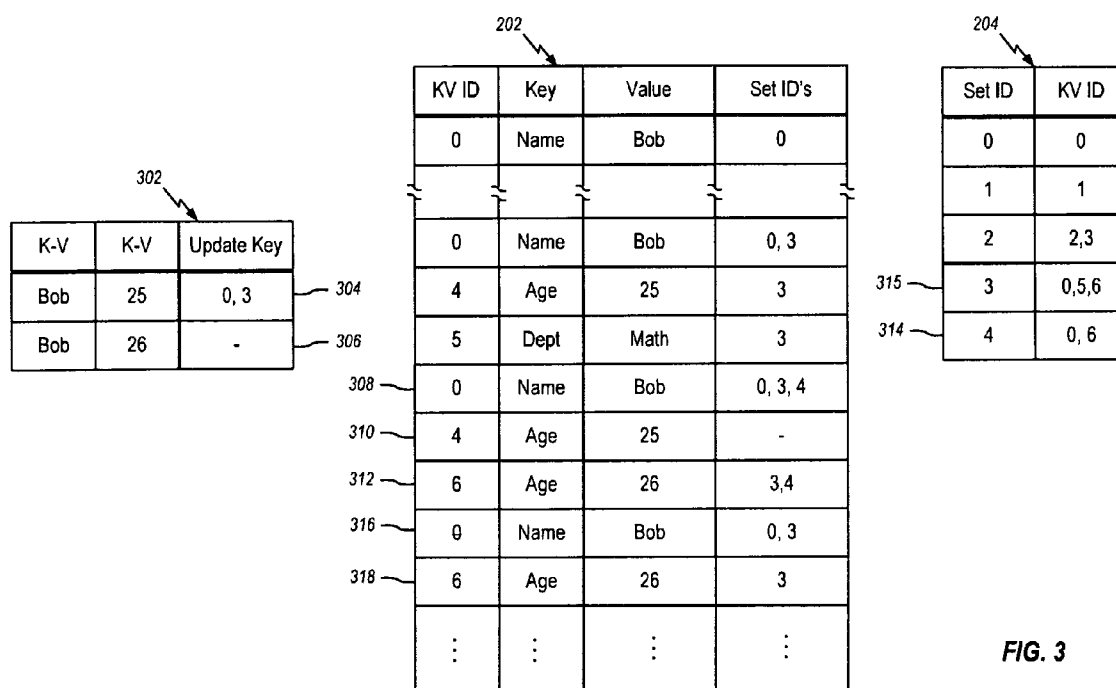 202
KV ID Key Value Set ID's
0 Name Bob 0
0 Name Bob 0, 3
4 Age 25 3
5 Dept Math 3
308 0 Name Bob 0, 3, 4
310 4 Age 25 -
312 6 Age 26 3,4
316 0 Name Bob 0, 3
318 6 Age 26 3
302
K-V K-V Update Key
Bob 25 0, 3 304
Bob 26 - 306
204
Set ID KV ID
0 0
1 1
2 2,3
315 3 0,5,6
314 4 0, 6
FIG. 3